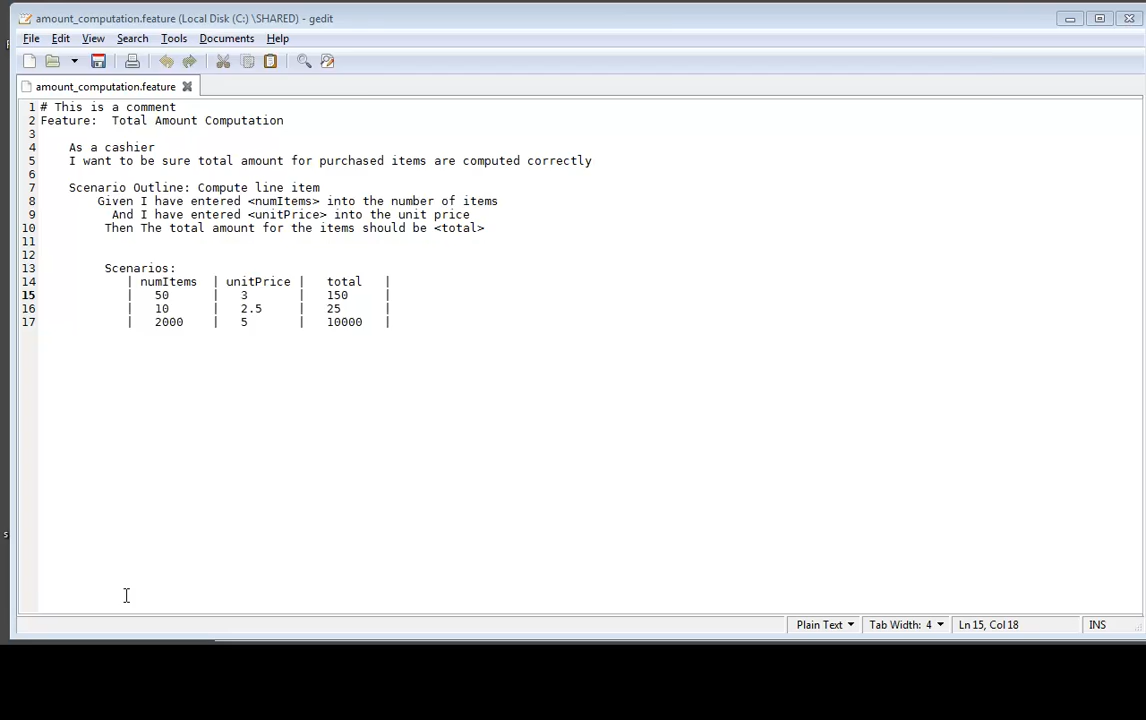 amount_computation.feature (Local Disk (C:) \SHARED) - gedit
File Edit View Search Tools Documents Help
amount_computation.feature
1 # This is a comment
2 Feature:  Total Amount Computation
3
4     As a cashier
5     I want to be sure total amount for purchased items are computed correctly
6
7     Scenario Outline: Compute line item
8         Given I have entered <numItems> into the number of items
9           And I have entered <unitPrice> into the unit price
10          Then The total amount for the items should be <total>
11
12
13          Scenarios:
14             | numItems  | unitPrice |   total   |
15             |   50      |   3       |   150     |
16             |   10      |   2.5     |   25      |
17             |   2000    |   5       |   10000   |
s
Plain Text Tab Width: 4 Ln 15, Col 18 INS